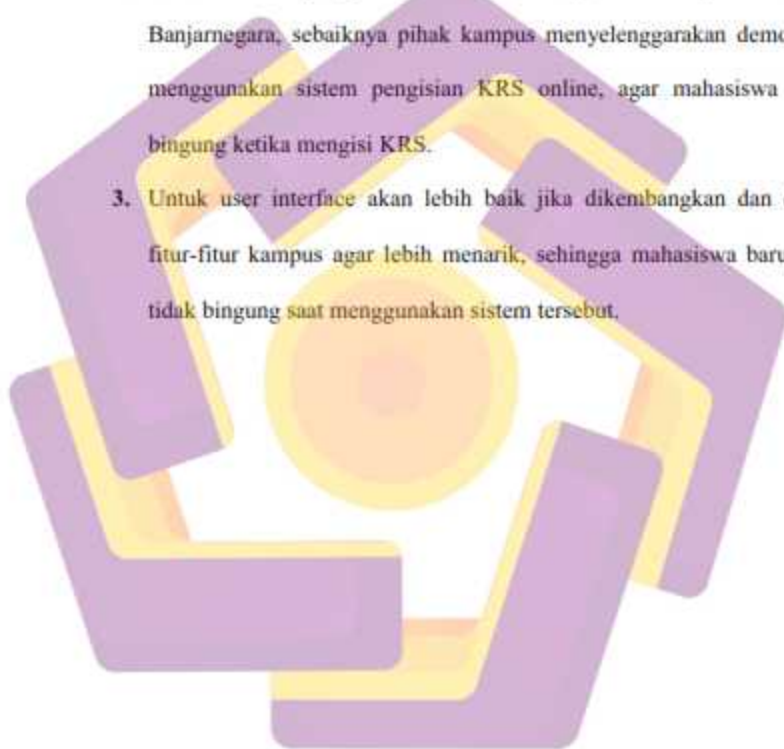 Banjarnegara, sebaiknya pihak kampus menyelenggarakan demo
menggunakan sistem pengisian KRS online, agar mahasiswa
bingung ketika mengisi KRS.
3. Untuk user interface akan lebih baik jika dikembangkan dan
fitur-fitur kampus agar lebih menarik, sehingga mahasiswa baru
tidak bingung saat menggunakan sistem tersebut.